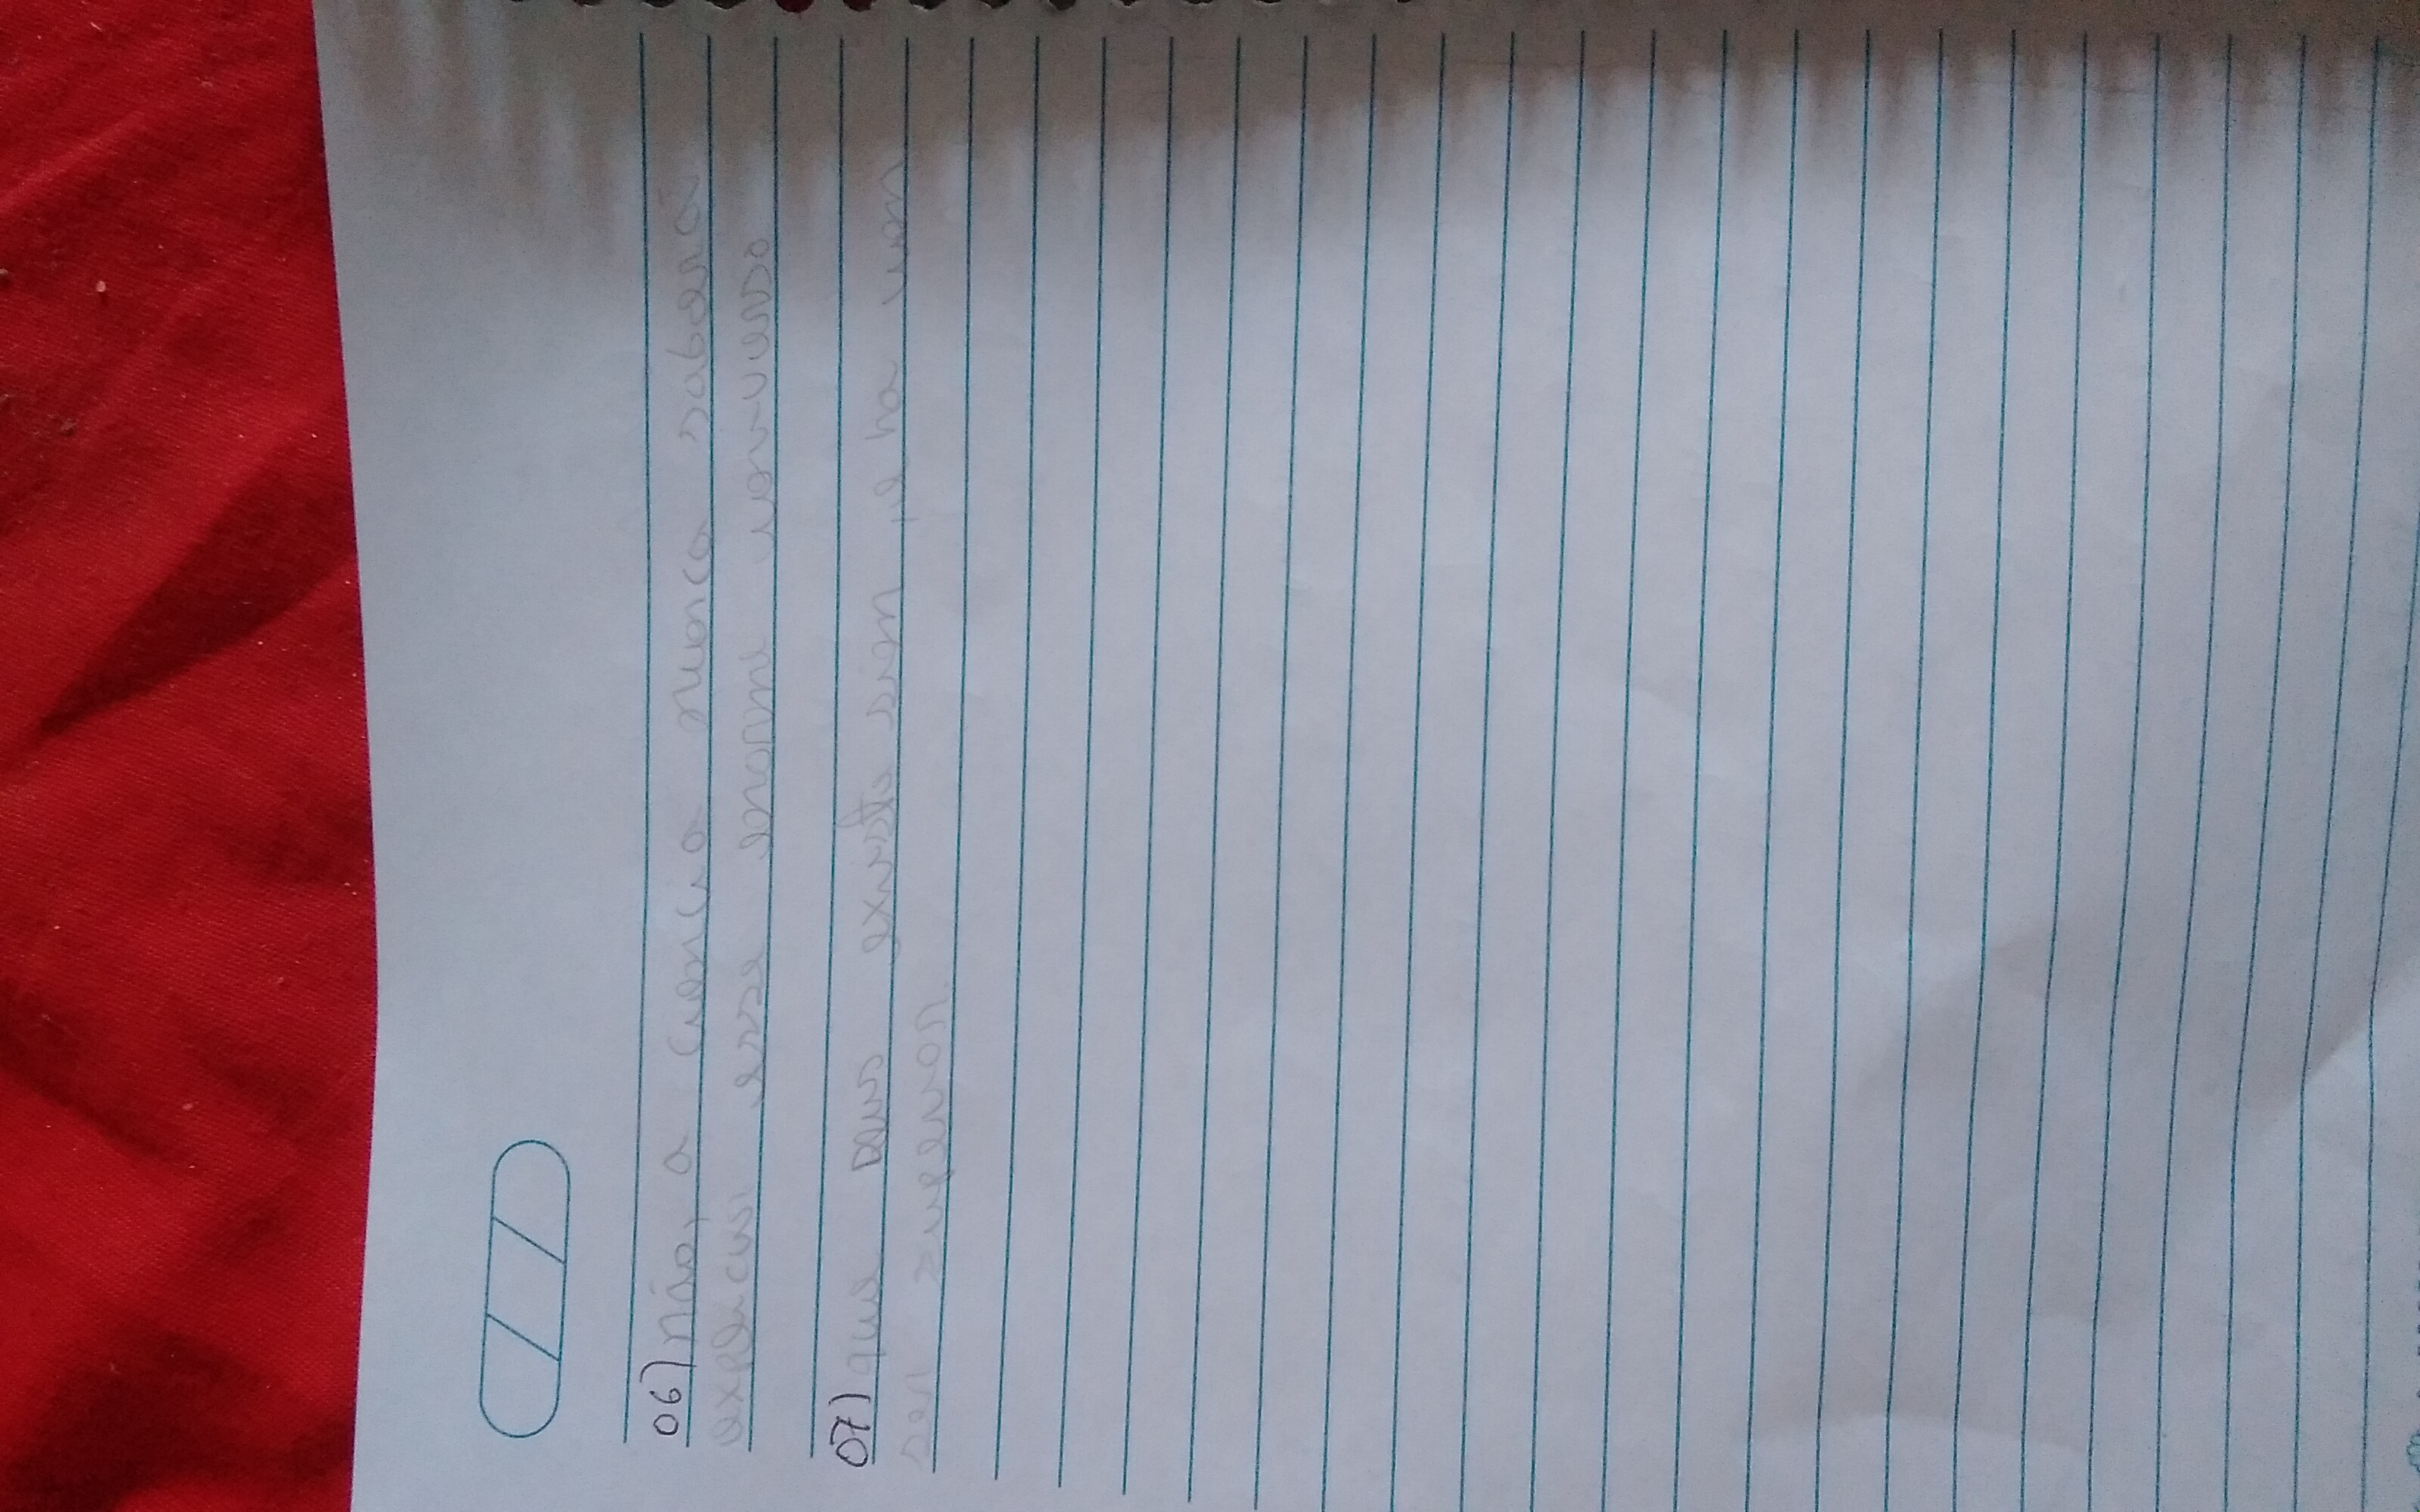 06) não, a ciencia nunca saberá
explicar esse enorme universo
07) que Deus existe sim, e ha um
ser superior.